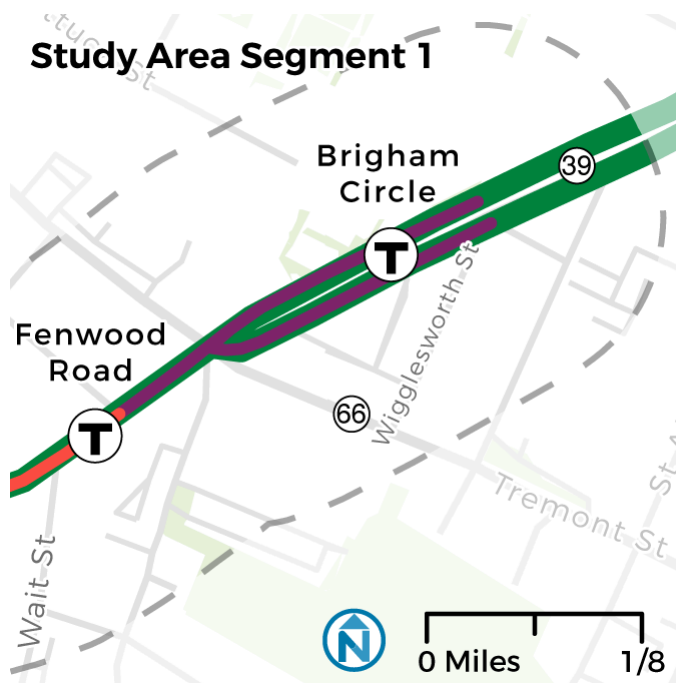 Study Area Segment 1
Brigham
Circle
39
T
Wigglesworth St
Fenwood
Road
T
66
Tremont St
Wait St
N
0 Miles
1/8